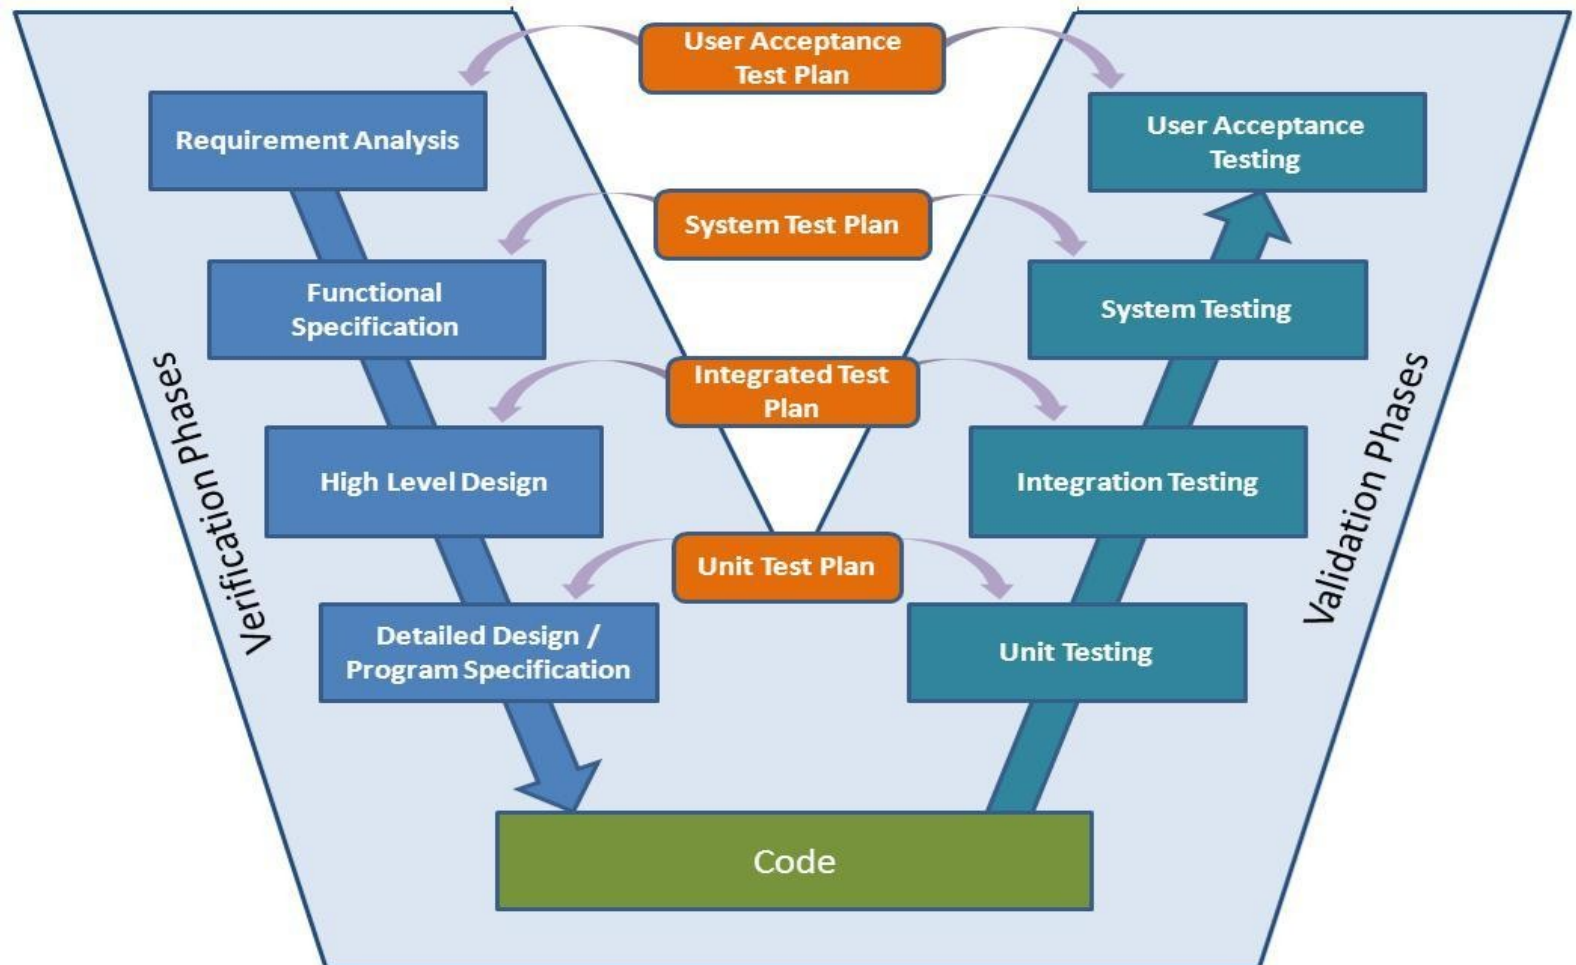 User Acceptance
Test Plan
Requirement Analysis
User Acceptance
Testing
System Test Plan
Functional
Specification
System Testing
Integrated Test
Plan
High Level Design
Integration Testing
Verification Phases
Validation Phases
Unit Test Plan
Detailed Design /
Program Specification
Unit Testing
Code